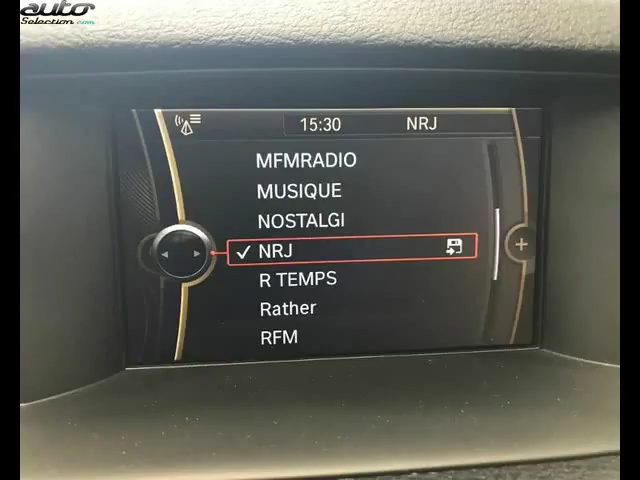 auto
Selection.com
15:30 NRJ
MFMRADIO
MUSIQUE
NOSTALGI
NRJ
R TEMPS
Rather
RFM